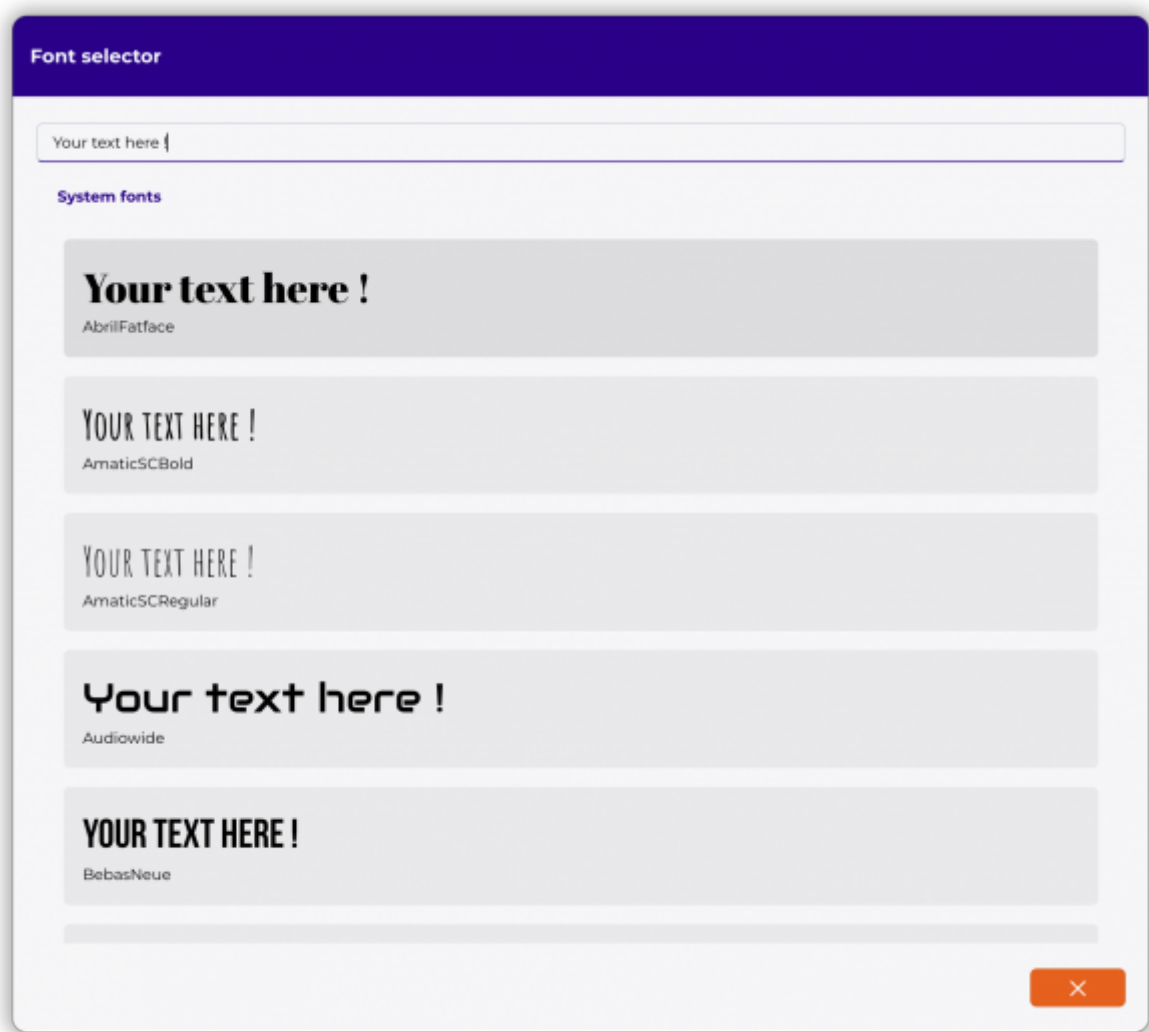 Font selector
Your text here !
System fonts
Your text here !
AbrilFatface
YOUR TEXT HERE !
AmaticSCBold
YOUR TEXT HERE !
AmaticSCRegular
Your text here !
Audiowide
YOUR TEXT HERE !
BebasNeue